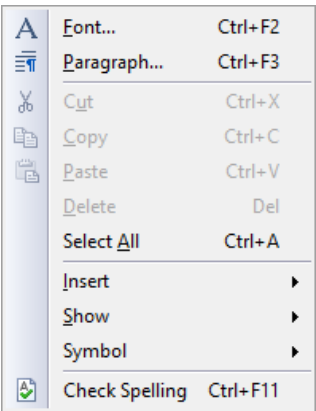 Font... Ctrl+F2
Paragraph... Ctrl+F3
Cut Ctrl+X
Copy Ctrl+C
Paste Ctrl+V
Delete Del
Select All Ctrl+A
Insert
Show
Symbol
Check Spelling Ctrl+F11